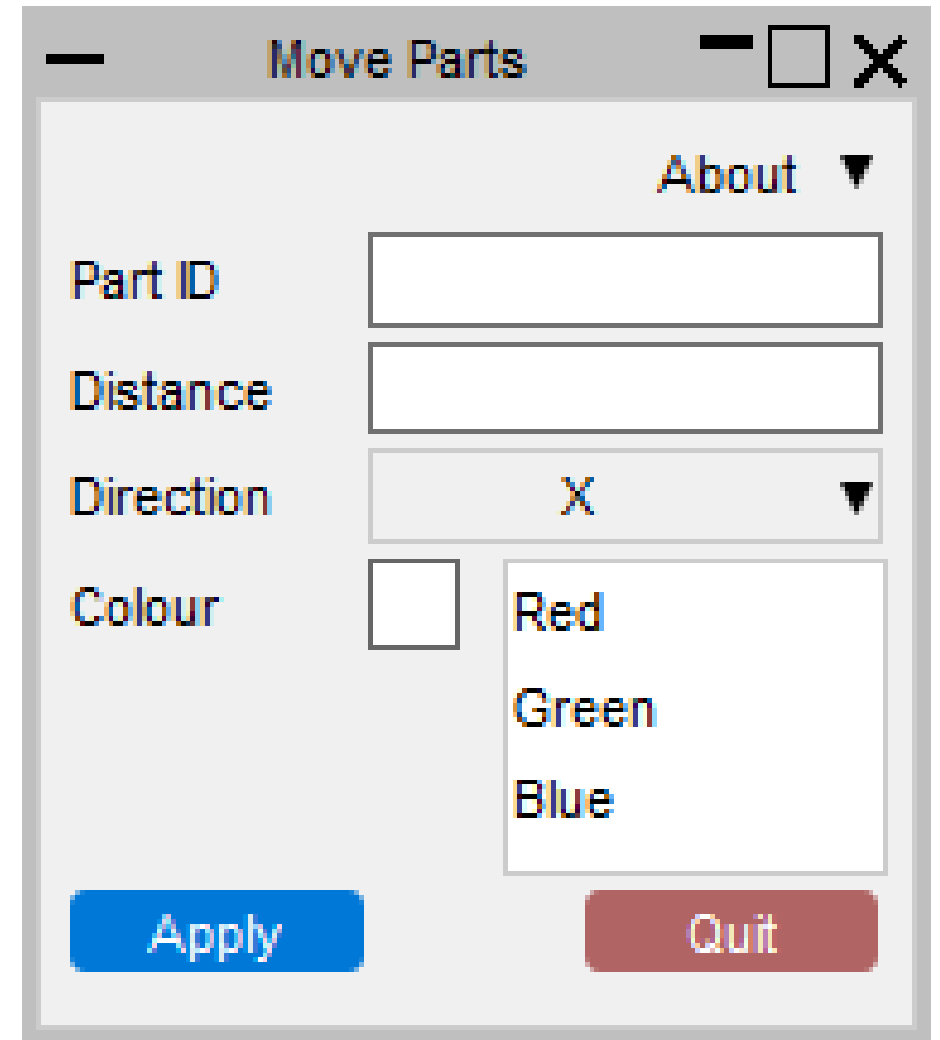 Move Parts
About
Part ID
Distance
Direction X
Colour Red
Green
Blue
Apply Quit